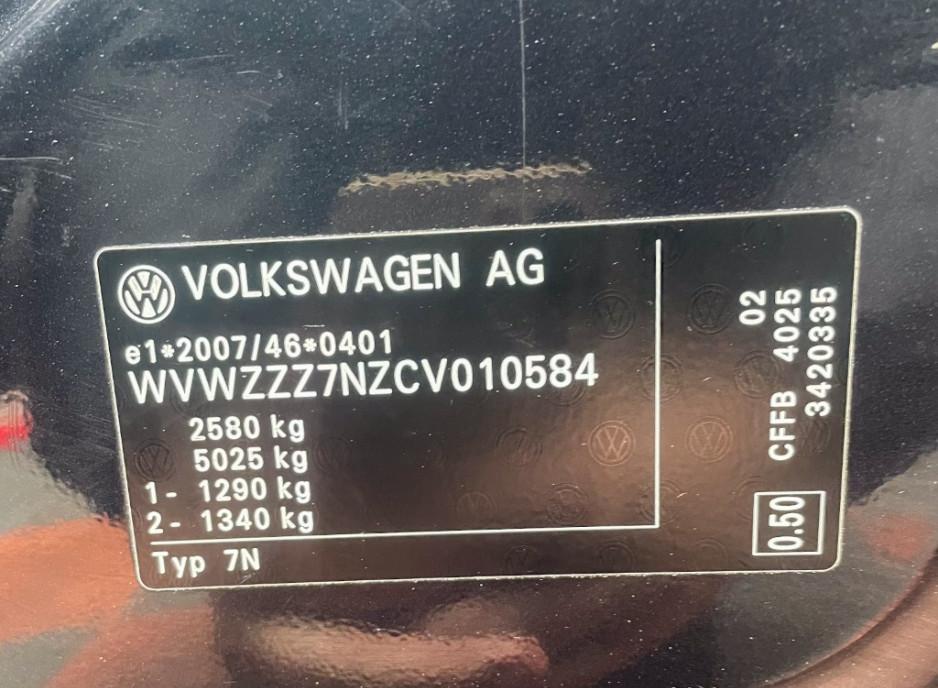 VOLKSWAGEN AG
e1*2007/46*0401
WVWZZZ7NZCV010584
2580 kg
5025 kg
1- 1290 kg
2- 1340 kg
Typ 7N
02
CFFB 4025
3420335
0.50